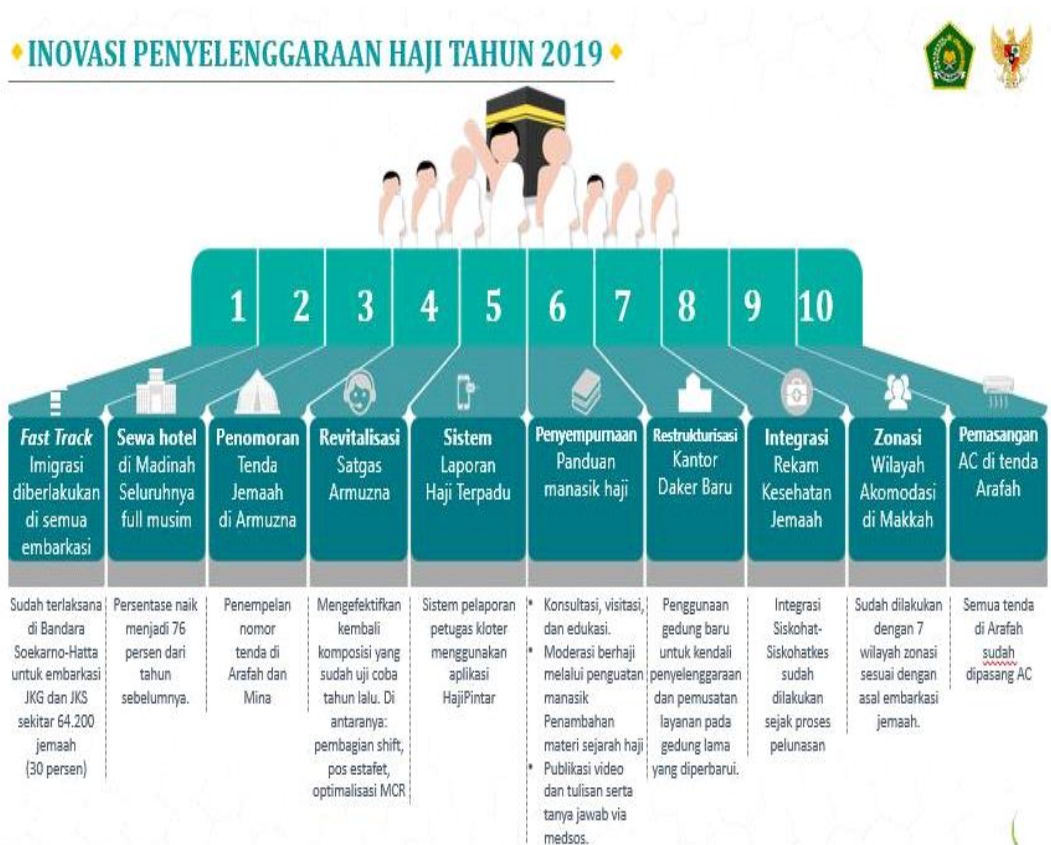 INOVASI PENYELENGGARAAN HAJI TAHUN 2019
1 2 3 4 5 6 7 8 9 10
Fast Track
Imigrasi
diberlakukan
di semua
embarkasi
Sewa hotel
di Madinah
Seluruhnya
full musim
Penomoran
Tenda
Jemaah
di Armuzna
Revitalisasi
Satgas
Armuzna
Sistem
Laporan
Haji Terpadu
Penyempurnaan
Panduan
manasik haji
Restrukturisasi
Kantor
Daker Baru
Integrasi
Rekam
Kesehatan
Jemaah
Zonasi
Wilayah
Akomodasi
di Makkah
Pemasangan
AC di tenda
Arafah
Sudah terlaksana
di Bandara
Soekarno-Hatta
untuk embarkasi
JKG dan JKS
sekitar 64.200
jemaah
(30 persen)
Persentase naik
menjadi 76
persen dari
tahun
sebelumnya.
Penempelan
nomor
tenda di
Arafah dan
Mina
Mengefektifkan
kembali
komposisi yang
sudah uji coba
tahun lalu. Di
antaranya:
pembagian shift,
pos estafet,
optimalisasi MCR
Sistem pelaporan
petugas kloter
menggunakan
aplikasi
HajiPintar
• Konsultasi, visitasi,
dan edukasi.
• Moderasi berhaji
melalui penguatan
manasik
Penambahan
materi sejarah haji
• Publikasi video
dan tulisan serta
tanya jawab via
medsos.
Penggunaan
gedung baru
untuk kendali
penyelenggaraan
dan pemusatan
layanan pada
gedung lama
yang diperbarui.
Integrasi
Siskohat-
Siskohatkes
sudah
dilakukan
sejak proses
pelunasan
Sudah dilakukan
dengan 7
wilayah zonasi
sesuai dengan
asal embarkasi
jemaah.
Semua tenda
di Arafah
sudah
dipasang AC